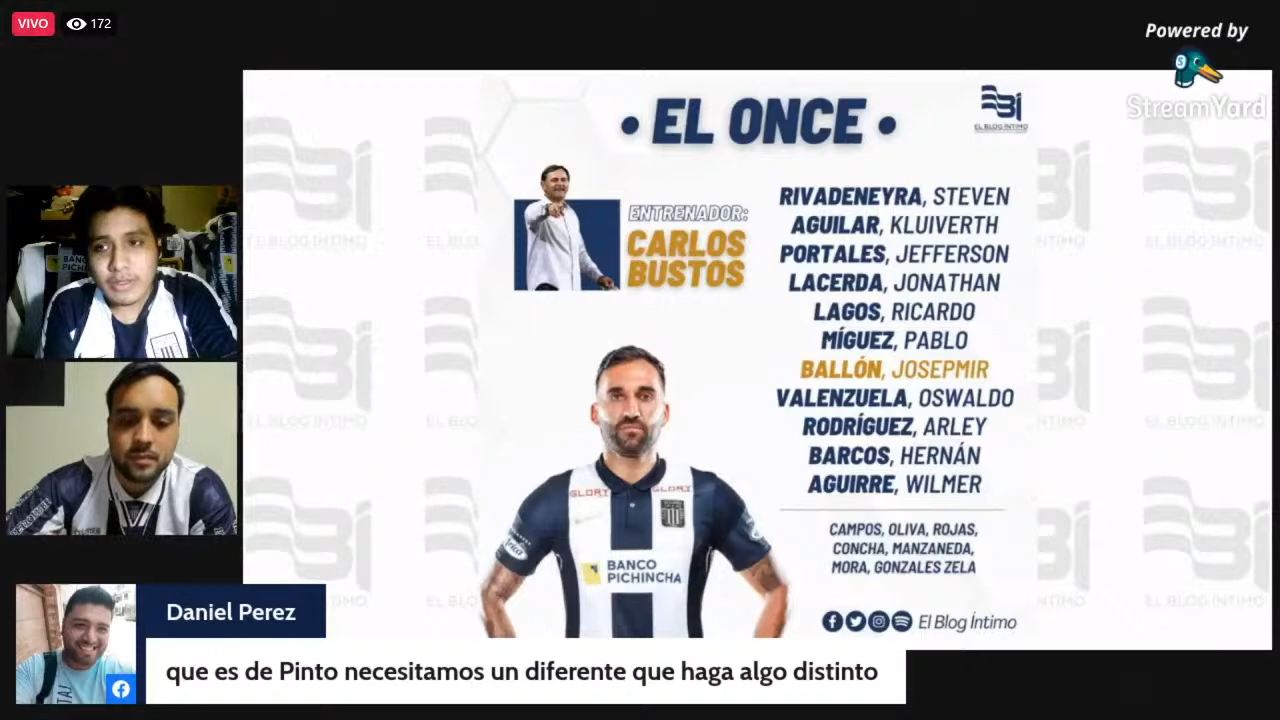 VIVO
172
Powered by
StreamYard
• EL ONCE •
EL BLOG ÍNTIMO
ENTRENADOR:
CARLOS
BUSTOS
RIVADENEYRA, STEVEN
AGUILAR, KLUIVERTH
PORTALES, JEFFERSON
LACERDA, JONATHAN
LAGOS, RICARDO
MÍGUEZ, PABLO
BALLÓN, JOSEPMIR
VALENZUELA, OSWALDO
RODRÍGUEZ, ARLEY
BARCOS, HERNÁN
AGUIRRE, WILMER
CAMPOS, OLIVA, ROJAS,
CONCHA, MANZANEDA,
MORA, GONZALES ZELA
GLORY GLORY
BANCO
PICHINCHA
El Blog Íntimo
Daniel Perez
que es de Pinto necesitamos un diferente que haga algo distinto